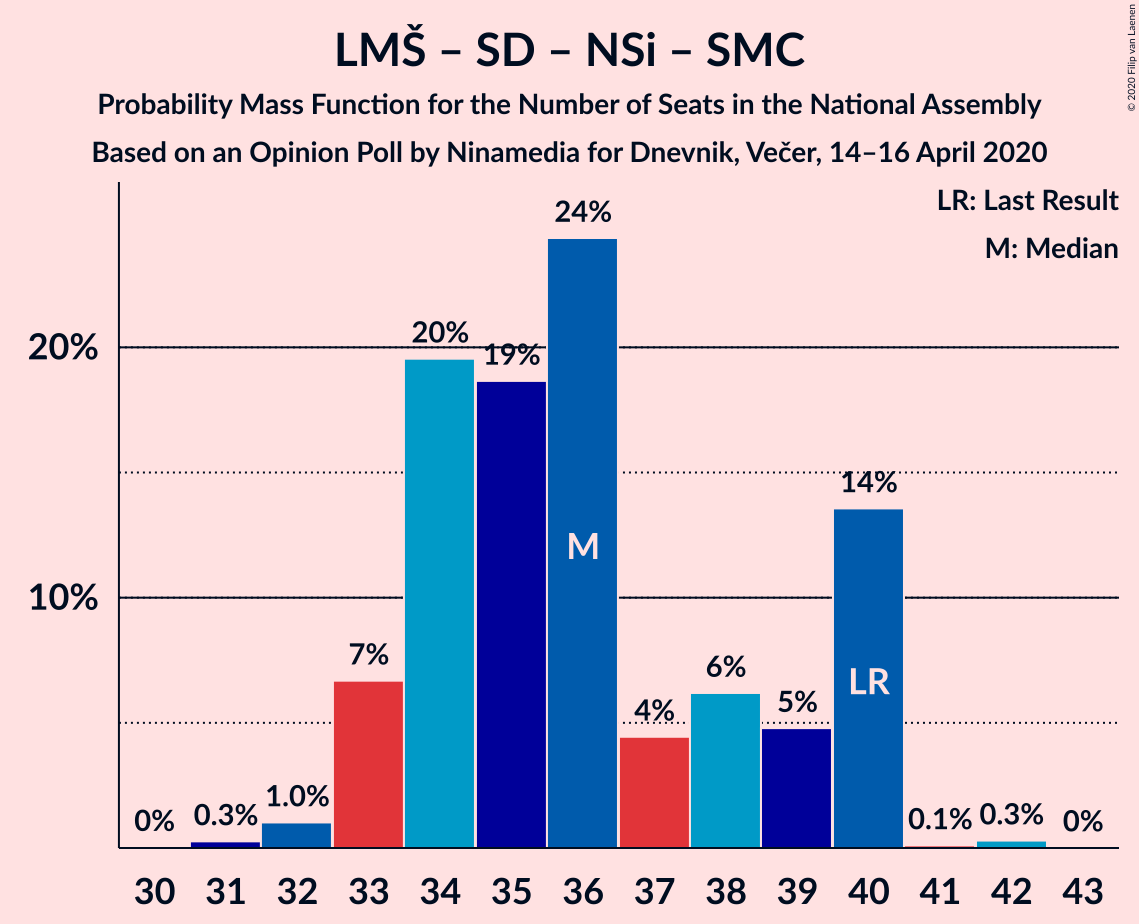 LMŠ – SD – NSi – SMC
Probability Mass Function for the Number of Seats in the National Assembly
Based on an Opinion Poll by Ninamedia for Dnevnik, Večer, 14–16 April 2020
© 2020 Filip van Laenen
LR: Last Result
M: Median
20%
10%
0%
0.3%
1.0%
7%
20%
19%
24%
4%
6%
5%
14%
0.1%
0.3%
0%
M
LR
30 31 32 33 34 35 36 37 38 39 40 41 42 43